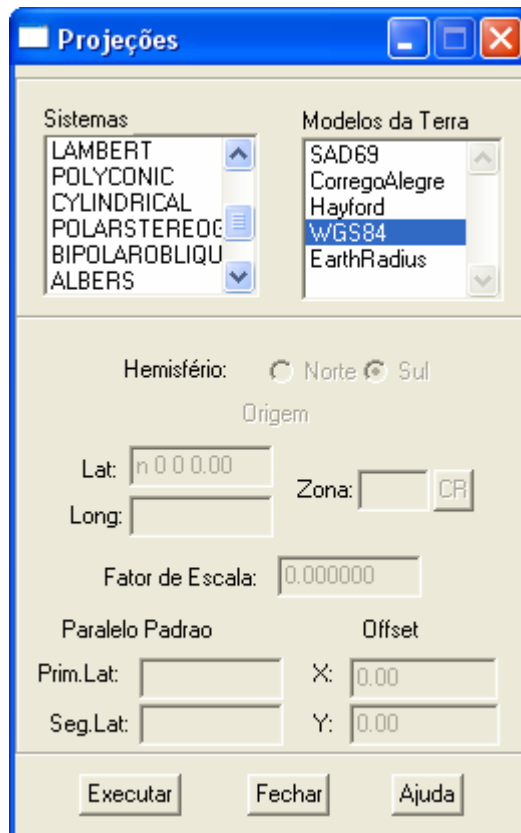 Projeções
Sistemas
LAMBERT
POLYCONIC
CYLINDRICAL
POLARSTEREOG
BIPOLAROBLIQU
ALBERS
Modelos da Terra
SAD69
CorregoAlegre
Hayford
WGS84
EarthRadius
Hemisfério: Norte Sul
Origem
Lat: n 0 0 0.00
Long:
Zona: CR
Fator de Escala: 0.000000
Paralelo Padrao
Prim.Lat:
Seg.Lat:
Offset
X: 0.00
Y: 0.00
Executar Fechar Ajuda